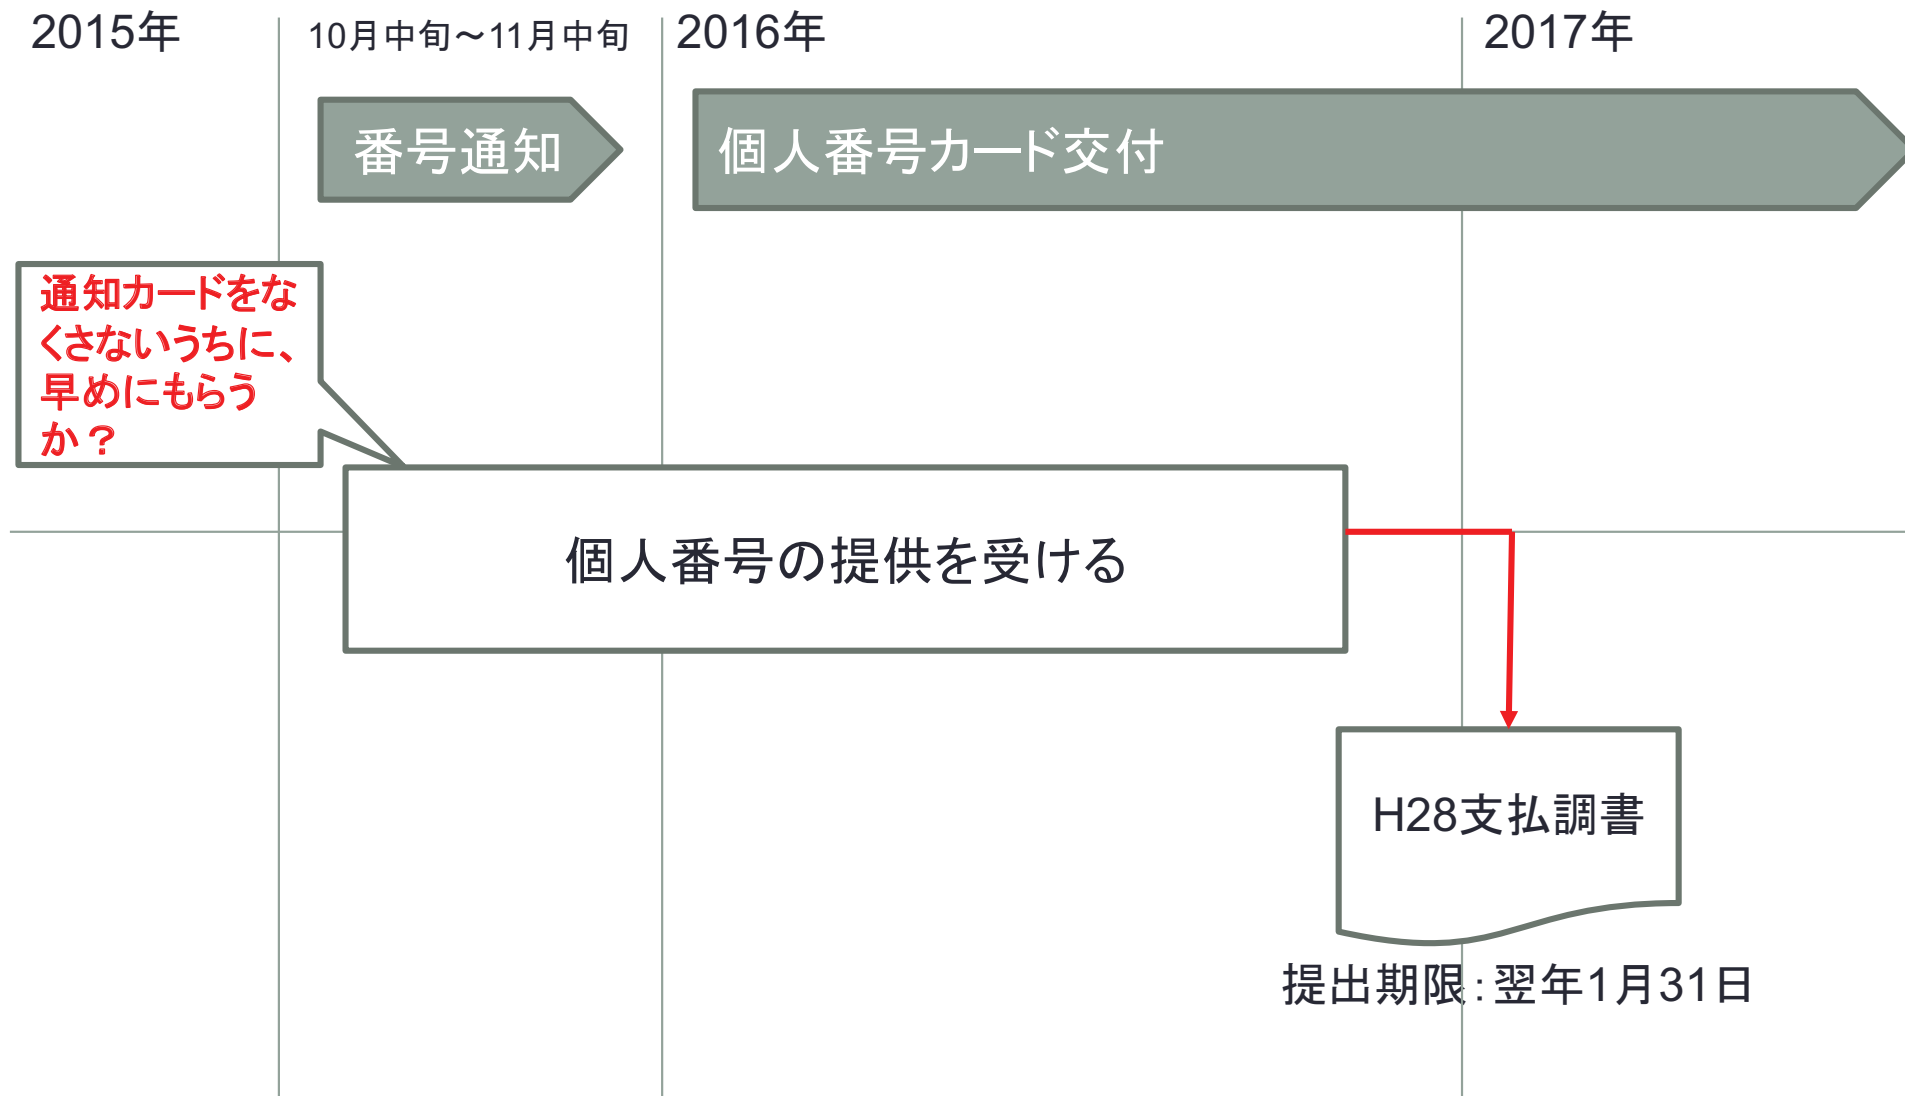 2015年
10月中旬～11月中旬
2016年
2017年
番号通知
個人番号カード交付
通知カードをな
くさないうちに、
早めにもらう
か？
個人番号の提供を受ける
H28支払調書
提出期限：翌年1月31日